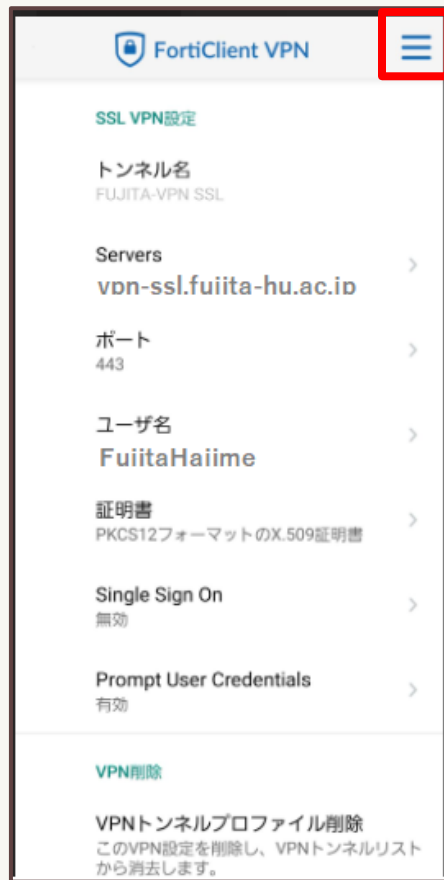 FortiClient VPN
SSL VPN設定
トンネル名
FUJITA-VPN SSL
Servers
vpn-ssl.fujita-hu.ac.jp
ポート
443
ユーザ名
FujitaHajime
証明書
PKCS12フォーマットのX.509証明書
Single Sign On
無効
Prompt User Credentials
有効
VPN削除
VPNトンネルプロファイル削除
このVPN設定を削除し、VPNトンネルリスト
から消去します。